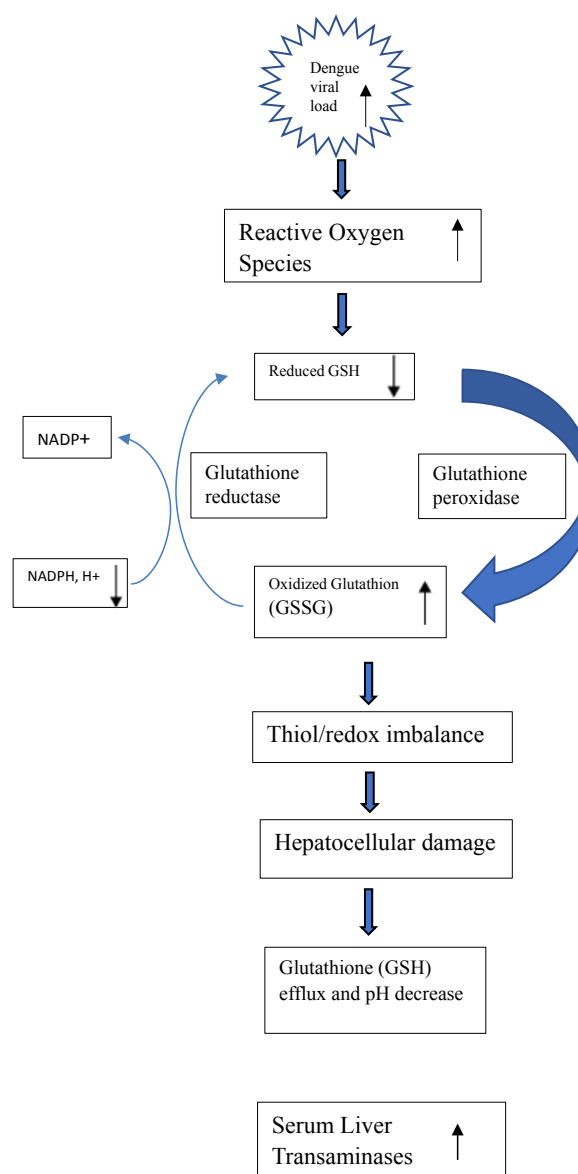 Dengue
viral
load
Reactive Oxygen
Species
Reduced GSH
NADP+
Glutathione
reductase
Glutathione
peroxidase
NADPH, H+
Oxidized Glutathion
(GSSG)
Thiol/redox imbalance
Hepatocellular damage
Glutathione (GSH)
efflux and pH decrease
Serum Liver
Transaminases